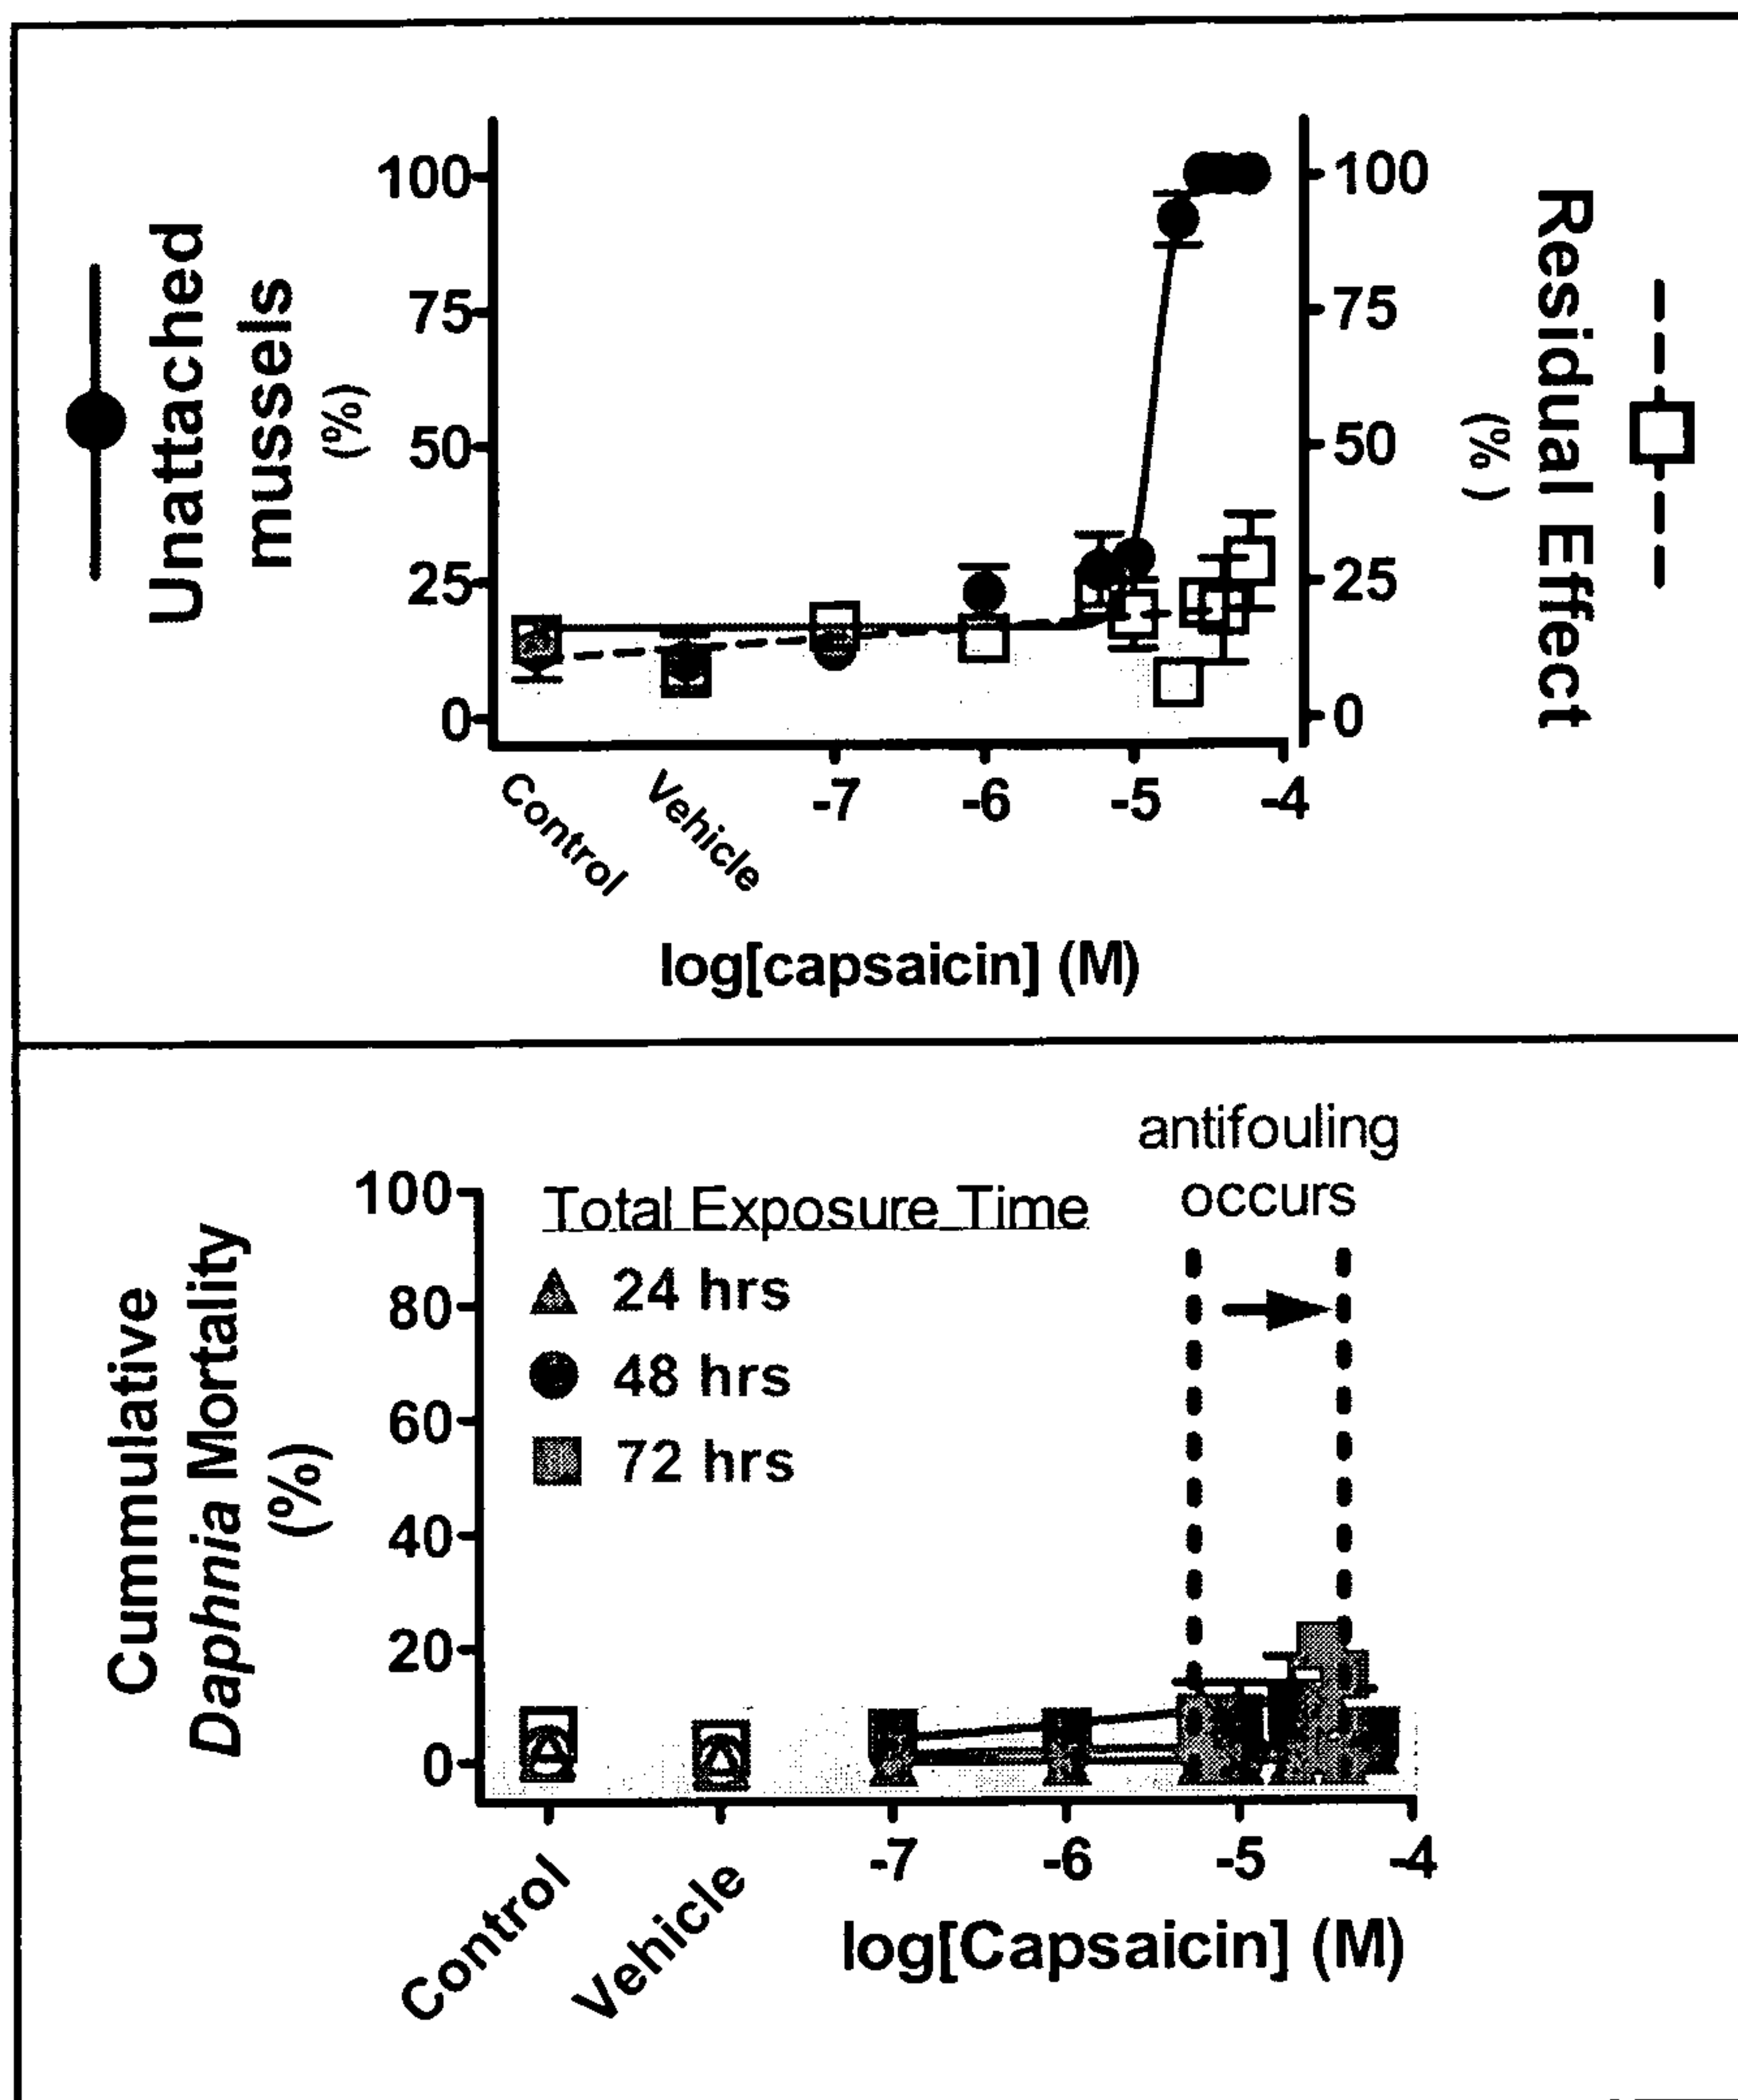 Unattached
mussels
(%)
100
75
50
25
0
100
75
50
25
0
Residual Effect
(%)
Control
Vehicle
-7
-6
-5
-4
log[capsaicin] (M)
antifouling
occurs
Total Exposure Time
24 hrs
48 hrs
72 hrs
Cummulative
Daphnia Mortality
(%)
100
80
60
40
20
0
Control
Vehicle
-7
-6
-5
-4
log[Capsaicin] (M)